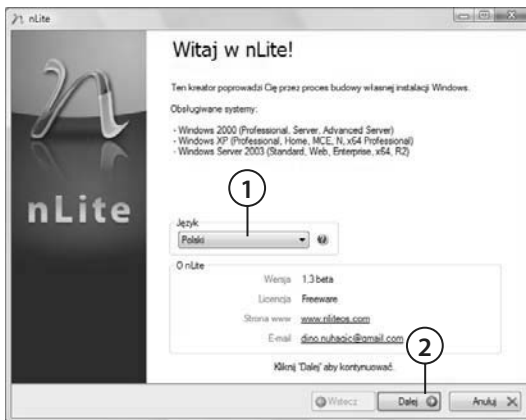 nLite
Witaj w nLite!
Ten kreator poprowadzi Cię przez proces budowy własnej instalacji Windows.
Obsługiwane systemy:
- Windows 2000 (Professional, Server, Advanced Server)
- Windows XP (Professional, Home, MCE, N, x64 Professional)
- Windows Server 2003 (Standard, Web, Enterprise, x64, R2)
nLite
1
Język
Polski
O nLite
Wersja 1.3 beta
Licencja Freeware
Strona www www.nliteos.com
E-mail dino.nuhagic@gmail.com
2
Kliknij 'Dalej' aby kontynuować.
Wstecz Dalej Anuluj